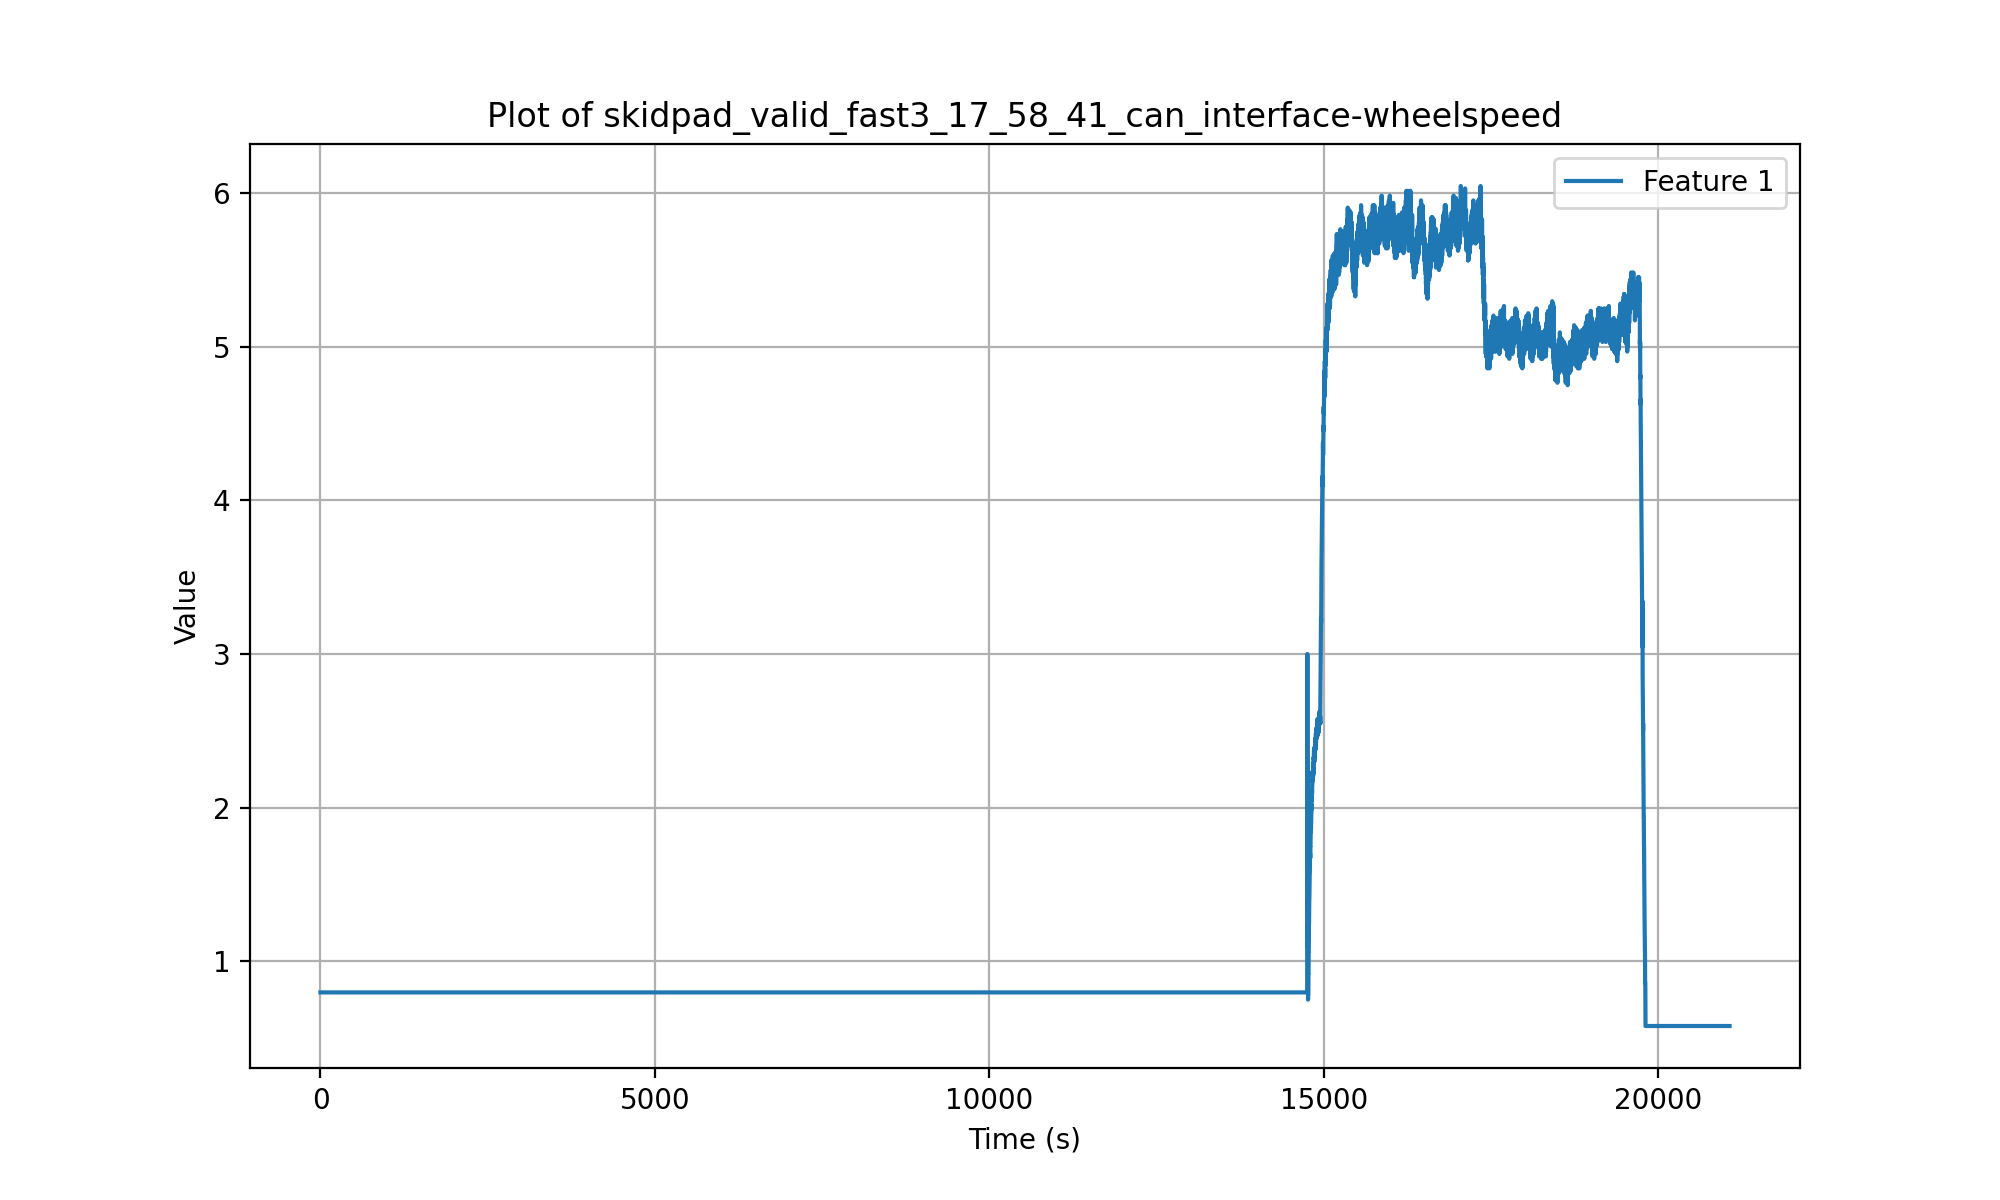 Plot of skidpad_valid_fast3_17_58_41_can_interface-wheelspeed
Feature 1
6
5
4
3
2
1
Value
0 5000 10000 15000 20000
Time (s)